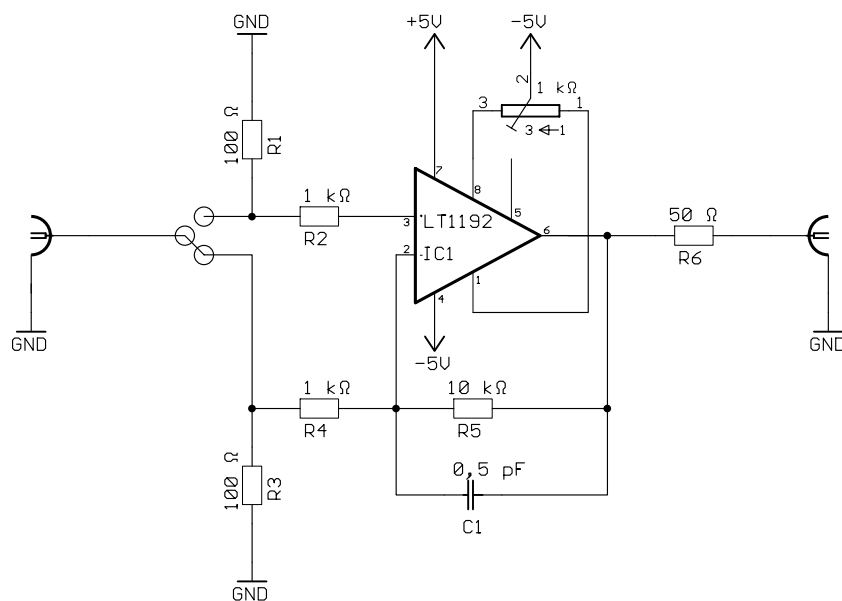 GND
+5V
-5V
2
1 kΩ
3
1
3 1
100 Ω
R1
7
8
1 kΩ
R2
3
+LT1192
5
6
50 Ω
R6
2
-IC1
1
4
-5V
GND
GND
1 kΩ
R4
10 kΩ
R5
100 Ω
R3
0,5 pF
C1
GND